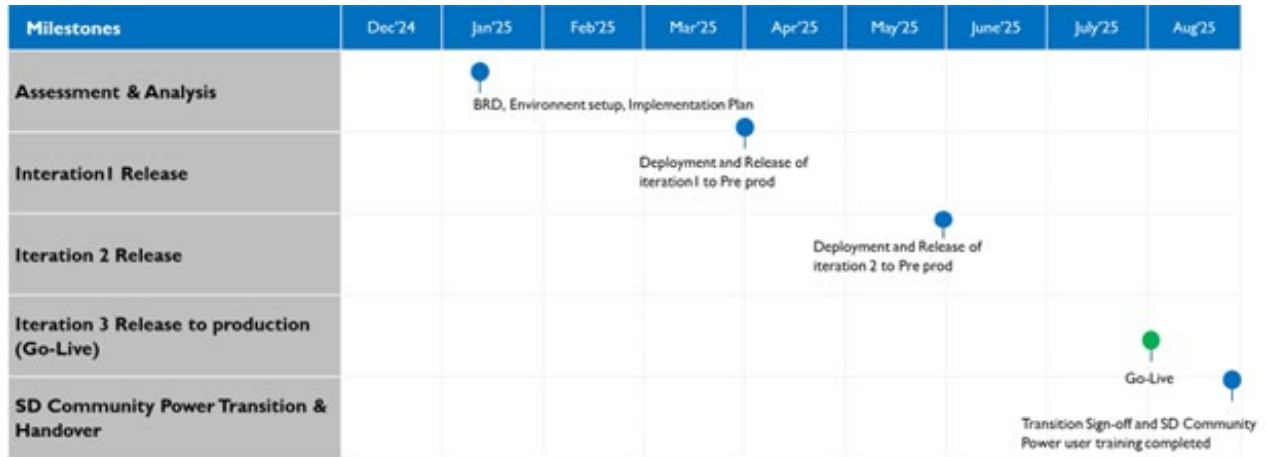 Milestones Dec'24 Jan'25 Feb'25 Mar'25 Apr'25 May'25 June'25 July'25 Aug'25
Assessment & Analysis
BRD, Environnent setup, Implementation Plan
Interation1 Release
Deployment and Release of
iteration1 to Pre prod
Iteration 2 Release
Deployment and Release of
iteration 2 to Pre prod
Iteration 3 Release to production
(Go-Live)
Go-Live
SD Community Power Transition &
Handover
Transition Sign-off and SD Community
Power user training completed